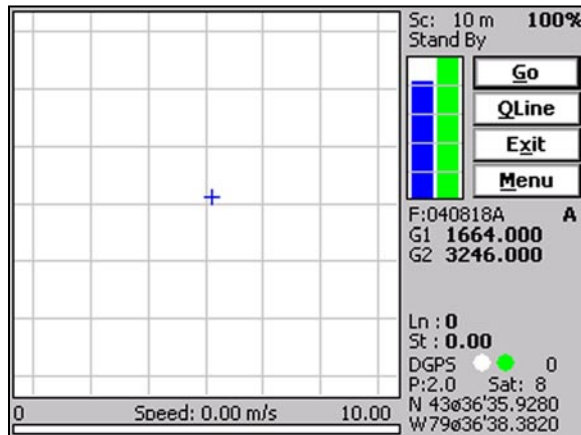 Sc: 10 m 100%
Stand By
Go
QLine
Exit
Menu
F:040818A A
G1 1664.000
G2 3246.000
Ln : 0
St : 0.00
DGPS 0
P:2.0 Sat: 8
N 43ø36'35.9280
W79ø36'38.3820
0 Speed: 0.00 m/s 10.00